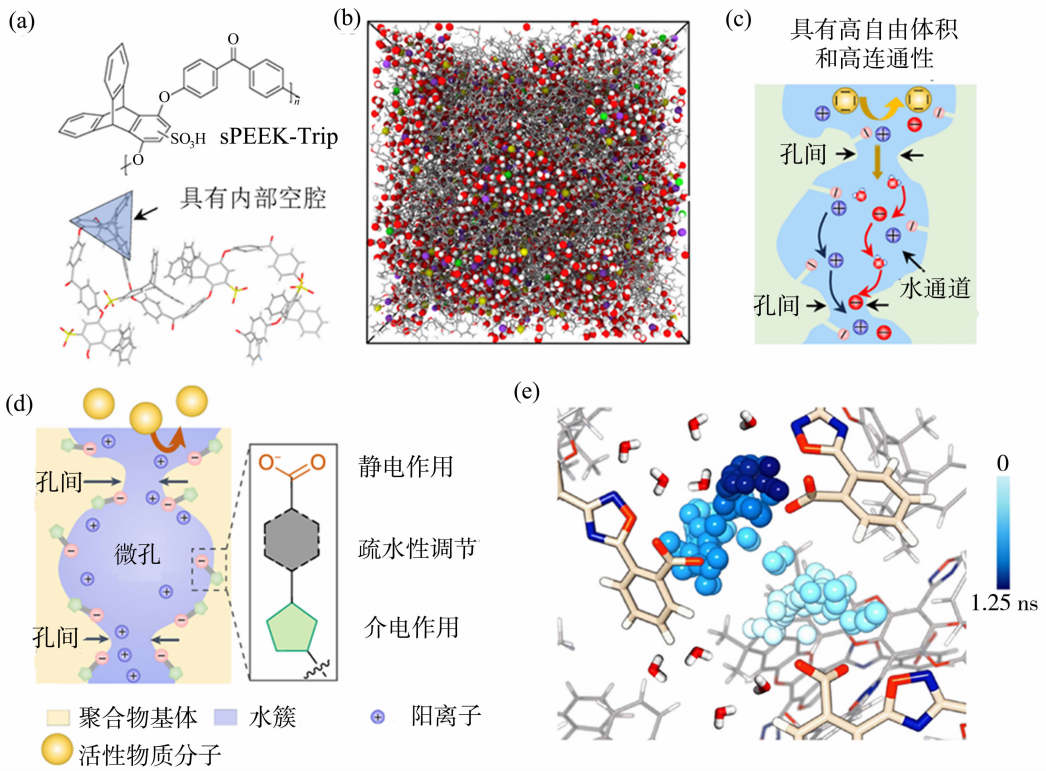 (a)
O
O
n
SO₃H
sPEEK-Trip
O
具有内部空腔
(b)
(c)
具有高自由体积
和高连通性
孔间
水通道
孔间
(d)
孔间
微孔
孔间
O⁻
O
静电作用
疏水性调节
介电作用
聚合物基体
水簇
阳离子
活性物质分子
(e)
0
1.25 ns